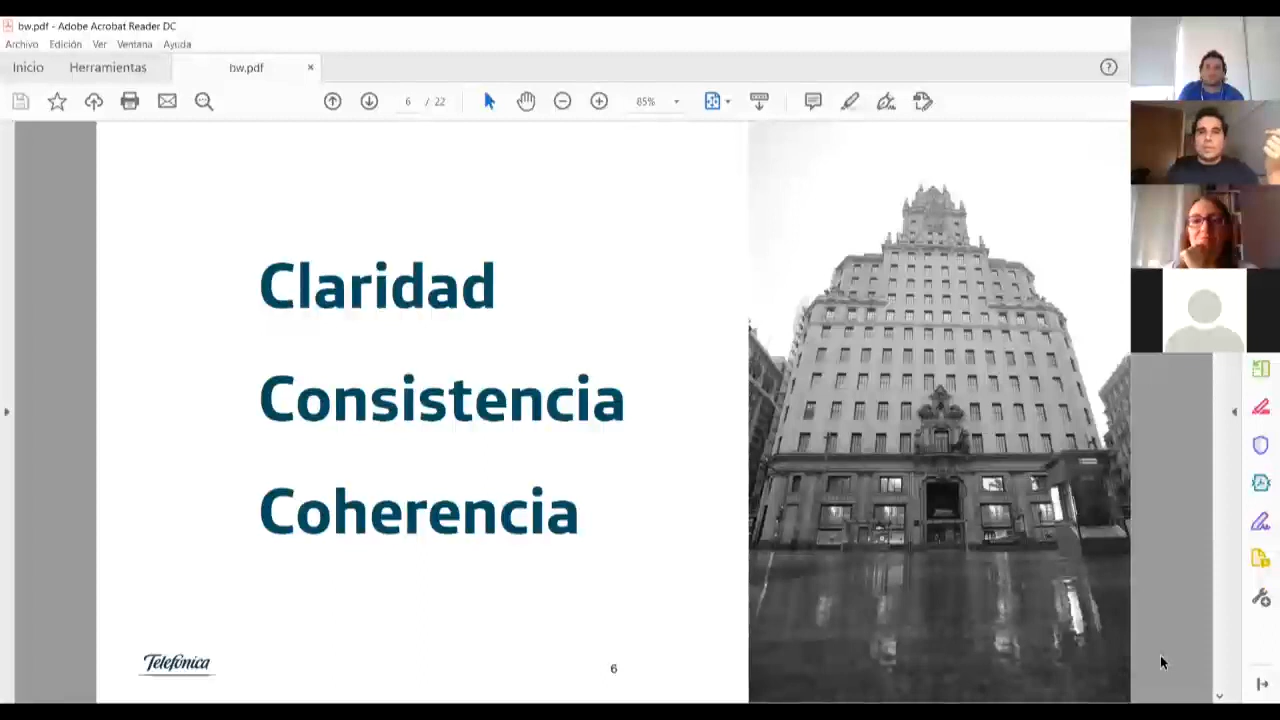 bw.pdf - Adobe Acrobat Reader DC
Archivo Edición Ver Ventana Ayuda
Inicio Herramientas bw.pdf ×
6 / 22 85%
Claridad
Consistencia
Coherencia
Telefónica
6